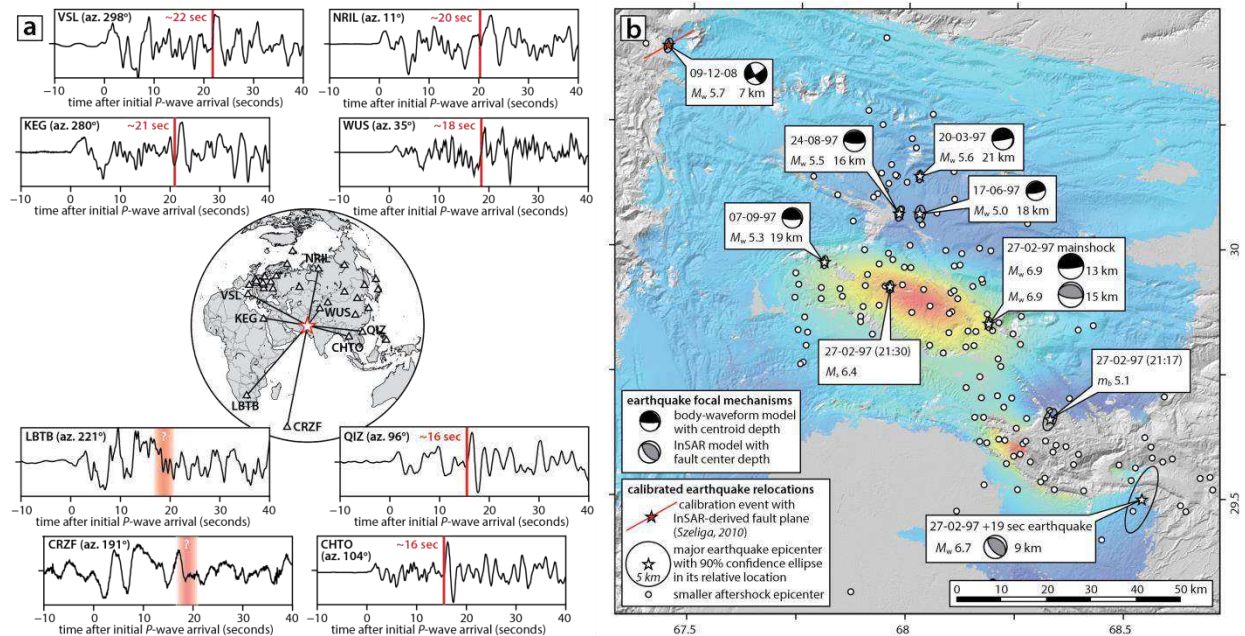 a
VSL (az. 298°)
~22 sec
0 10 20 30 40
time after initial P-wave arrival (seconds)
NRIL (az. 11°)
~20 sec
0 10 20 30 40
time after initial P-wave arrival (seconds)
KEG (az. 280°)
~21 sec
0 10 20 30 40
time after initial P-wave arrival (seconds)
WUS (az. 35°)
~18 sec
0 10 20 30 40
time after initial P-wave arrival (seconds)
NRIL
VSL
KEG
WUS
QIZ
CHTO
LBTB
CRZF
LBTB (az. 221°)
?
0 10 20 30 40
time after initial P-wave arrival (seconds)
QIZ (az. 96°)
~16 sec
0 10 20 30 40
time after initial P-wave arrival (seconds)
CRZF (az. 191°)
?
0 10 20 30 40
time after initial P-wave arrival (seconds)
CHTO
(az. 104°)
~16 sec
0 10 20 30 40
time after initial P-wave arrival (seconds)
b
09-12-08
Mw 5.7 7 km
24-08-97
Mw 5.5 16 km
20-03-97
Mw 5.6 21 km
17-06-97
Mw 5.0 18 km
07-09-97
Mw 5.3 19 km
27-02-97 mainshock
Mw 6.9 13 km
Mw 6.9 15 km
27-02-97 (21:30)
Ms 6.4
27-02-97 (21:17)
mb 5.1
27-02-97 +19 sec earthquake
Mw 6.7 9 km
earthquake focal mechanisms
body-waveform model
with centroid depth
InSAR model with
fault center depth
calibrated earthquake relocations
calibration event with
InSAR-derived fault plane
(Szeliga, 2010)
major earthquake epicenter
with 90% confidence ellipse
in its relative location
5 km
smaller aftershock epicenter
0 10 20 30 40 50 km
30
29.5
67.5 68 68.5